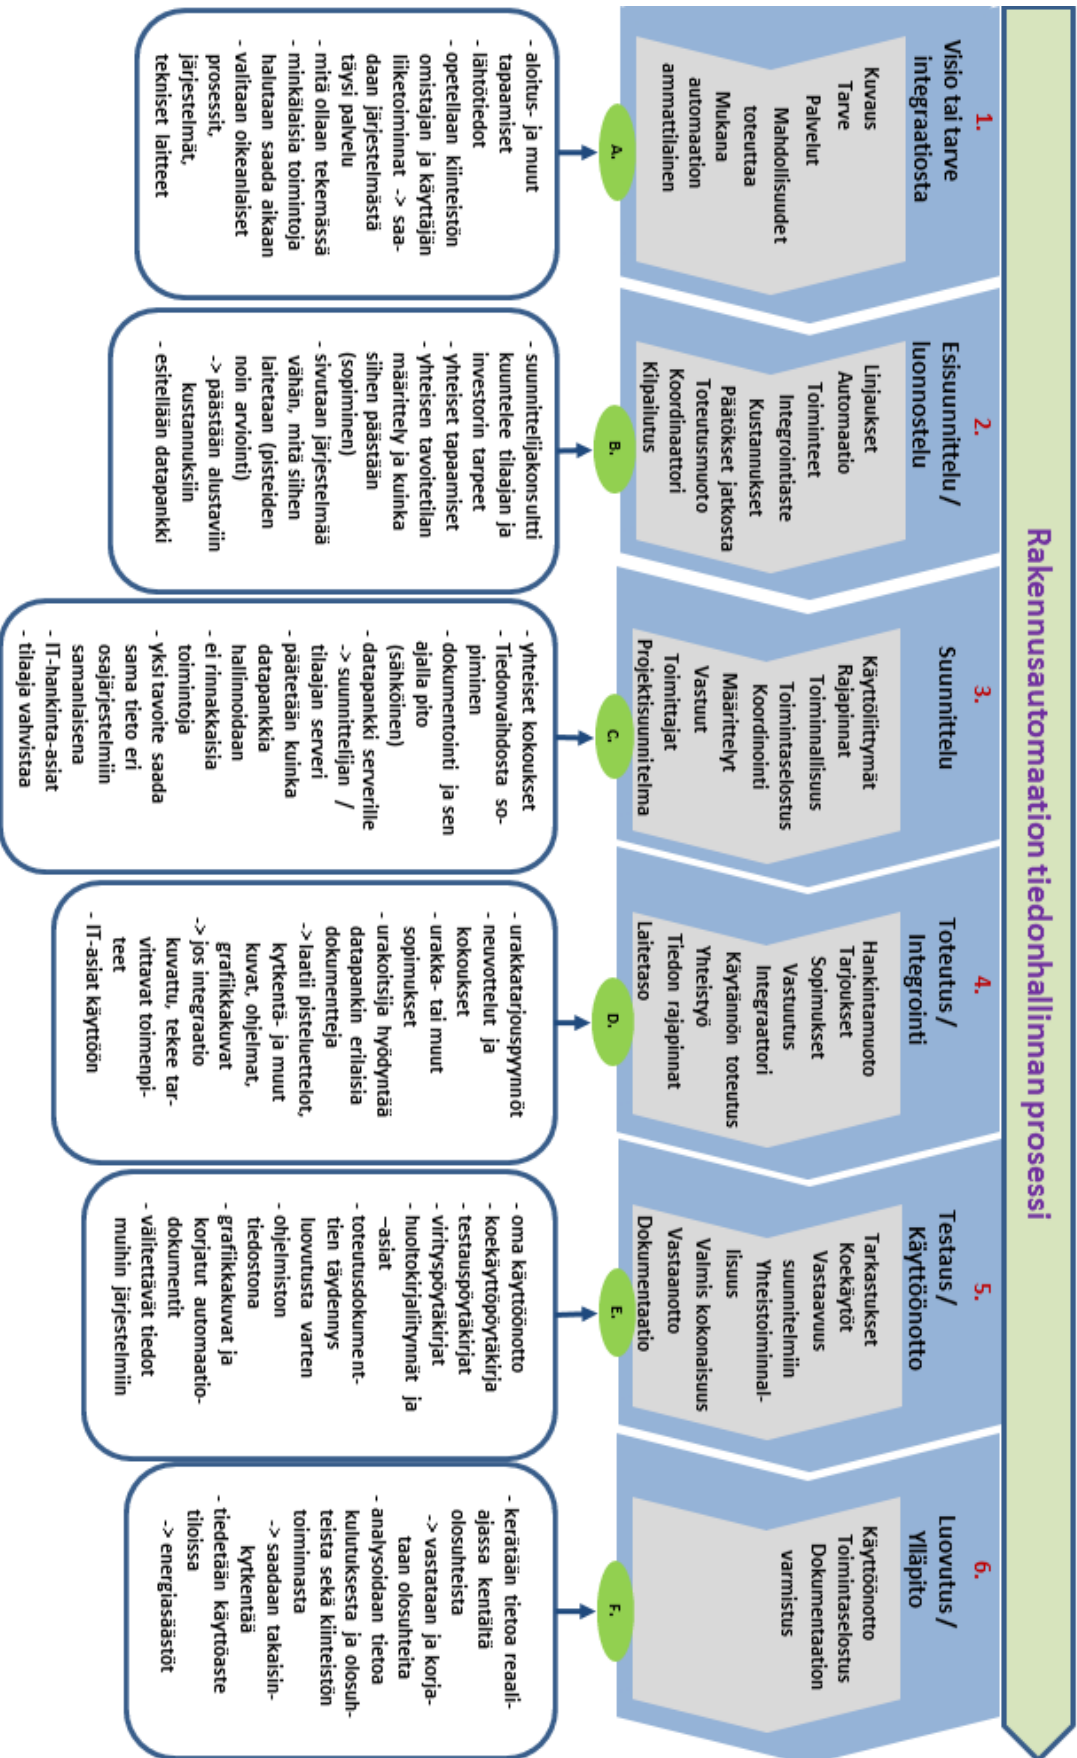 Rakennusautomaation tiedonhallinnan prosessi
1.
Visio tai tarve
integraatiosta
Kuvaus
Tarve
Palvelut
Mahdollisuudet
toteuttaa
Mukana
automaation
ammattilainen
A.
- aloitus- ja muut
tapaamiset
- lähtötiedot
- opetellaan kiinteistön
omistajan ja käyttäjän
liiketoiminnat -> saa-
daan järjestelmästä
täysi palvelu
- mitä ollaan tekemässä
- minkälaisia toimintoja
halutaan saada aikaan
- valitaan oikeanlaiset
prosessit,
järjestelmät,
tekniset laitteet
2.
Esisuunnittelu /
luonnostelu
Linjaukset
Automaatio
Toiminteet
Integrointiaste
Kustannukset
Päätökset jatkosta
Toteutusmuoto
Koordinaattori
Kilpailutus
B.
- suunnittelijakonsultti
kuuntelee tilaajan ja
investorin tarpeet
- yhteiset tapaamiset
- yhteisen tavoitetilan
määrittely ja kuinka
siihen päästään
(sopiminen)
- sivutaan järjestelmää
vähän, mitä siihen
laitetaan (pisteiden
noin arviointi)
-> päästään alustaviin
kustannuksiin
- esitellään datapankki
3.
Suunnittelu
Käyttöliittymät
Rajapinnat
Toiminnallisuus
Toimintaselostus
Koordinointi
Määrittelyt
Vastuut
Toimittajat
Projektisuunnitelma
C.
- yhteiset kokoukset
- Tiedonvaihdosta so-
piminen
- dokumentointi ja sen
ajalla pito
(sähköinen)
- datapankki serverille
-> suunnittelijan /
tilaajan serveri
- päätetään kuinka
datapankkia
hallinnoidaan
- ei rinnakkaisia
toimintoja
- yksi tavoite saada
sama tieto eri
osajärjestelmiin
samanlaisena
- IT-hankinta-asiat
- tilaaja vahvistaa
4.
Toteutus /
Integrointi
Hankintamuoto
Tarjoukset
Sopimukset
Vastuutus
Integraattori
Käytännön toteutus
Yhteistyö
Tiedon rajapinnat
Laitetaso
D.
- urakkatarjouspyynnöt
- neuvottelut ja
kokoukset
- urakka- tai muut
sopimukset
- urakoitsija hyödyntää
datapankin erilaisia
dokumentteja
-> laatii pisteluettelot,
kytkentä- ja muut
kuvat, ohjelmat,
grafiikkakuvat
-> jos integraatio
kuvattu, tekee tar-
vittavat toimenpi-
teet
- IT-asiat käyttöön
5.
Testaus /
Käyttöönotto
Tarkastukset
Koekäytöt
Vastaavuus
suunnitelmiin
Yhteistoiminnal-
lisuus
Valmis kokonaisuus
Vastaanotto
Dokumentaatio
E.
- oma käyttöönotto
- koekäyttöpöytäkirja
- testauspöytäkirjat
- virityspöytäkirjat
- huoltokirjaliitynnät ja
–asiat
- toteutusdokument-
tien täydennys
luovutusta varten
- ohjelmiston
tiedostona
- grafiikkakuvat ja
korjatut automaatio-
dokumentit
- välitettävät tiedot
muihin järjestelmiin
6.
Luovutus /
Ylläpito
Käyttöönotto
Toimintaselostus
Dokumentaation
varmistus
F.
- kerätään tietoa reaali-
ajassa kentältä
olosuhteista
-> vastataan ja korja-
taan olosuhteita
- analysoidaan tietoa
kulutuksesta ja olosuh-
teista sekä kiinteistön
toiminnasta
-> saadaan takaisin-
kytkentää
- tiedetään käyttöaste
tiloissa
-> energiasäästöt